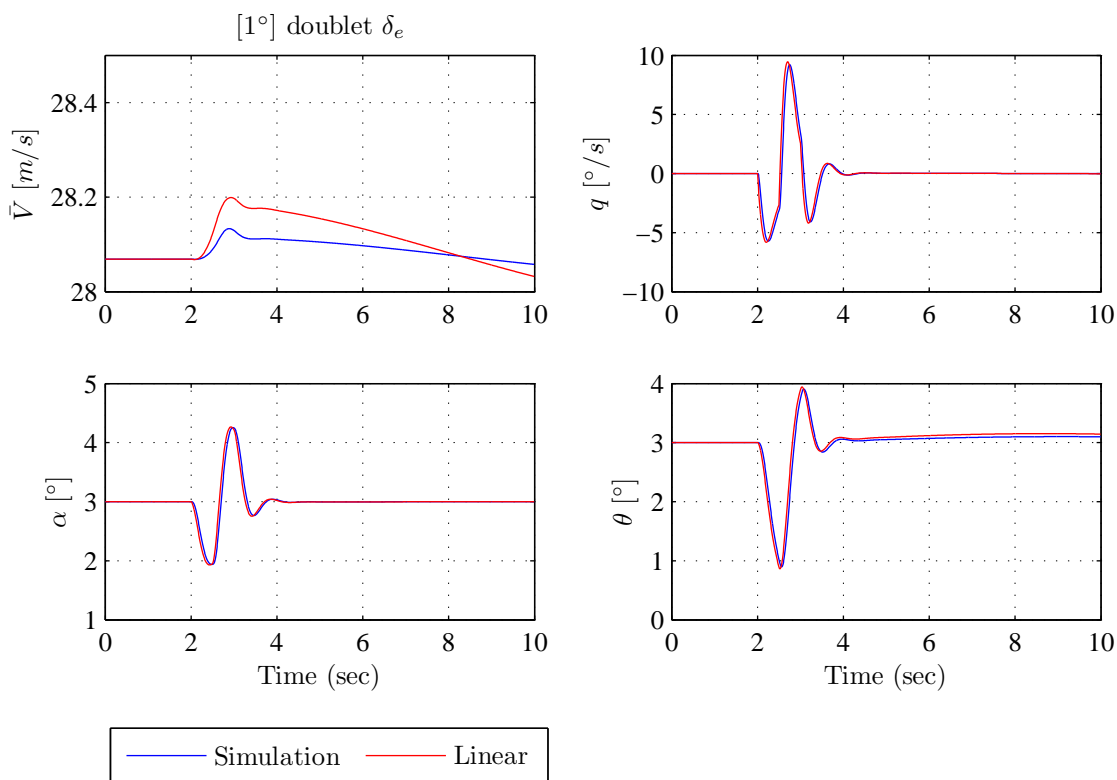 [1°] doublet δₑ
V̄ [m/s]
28.4
28.2
28
0 2 4 6 8 10
q [°/s]
10
5
0
−5
−10
0 2 4 6 8 10
α [°]
5
4
3
2
1
0 2 4 6 8 10
Time (sec)
θ [°]
4
3
2
1
0
0 2 4 6 8 10
Time (sec)
Simulation Linear